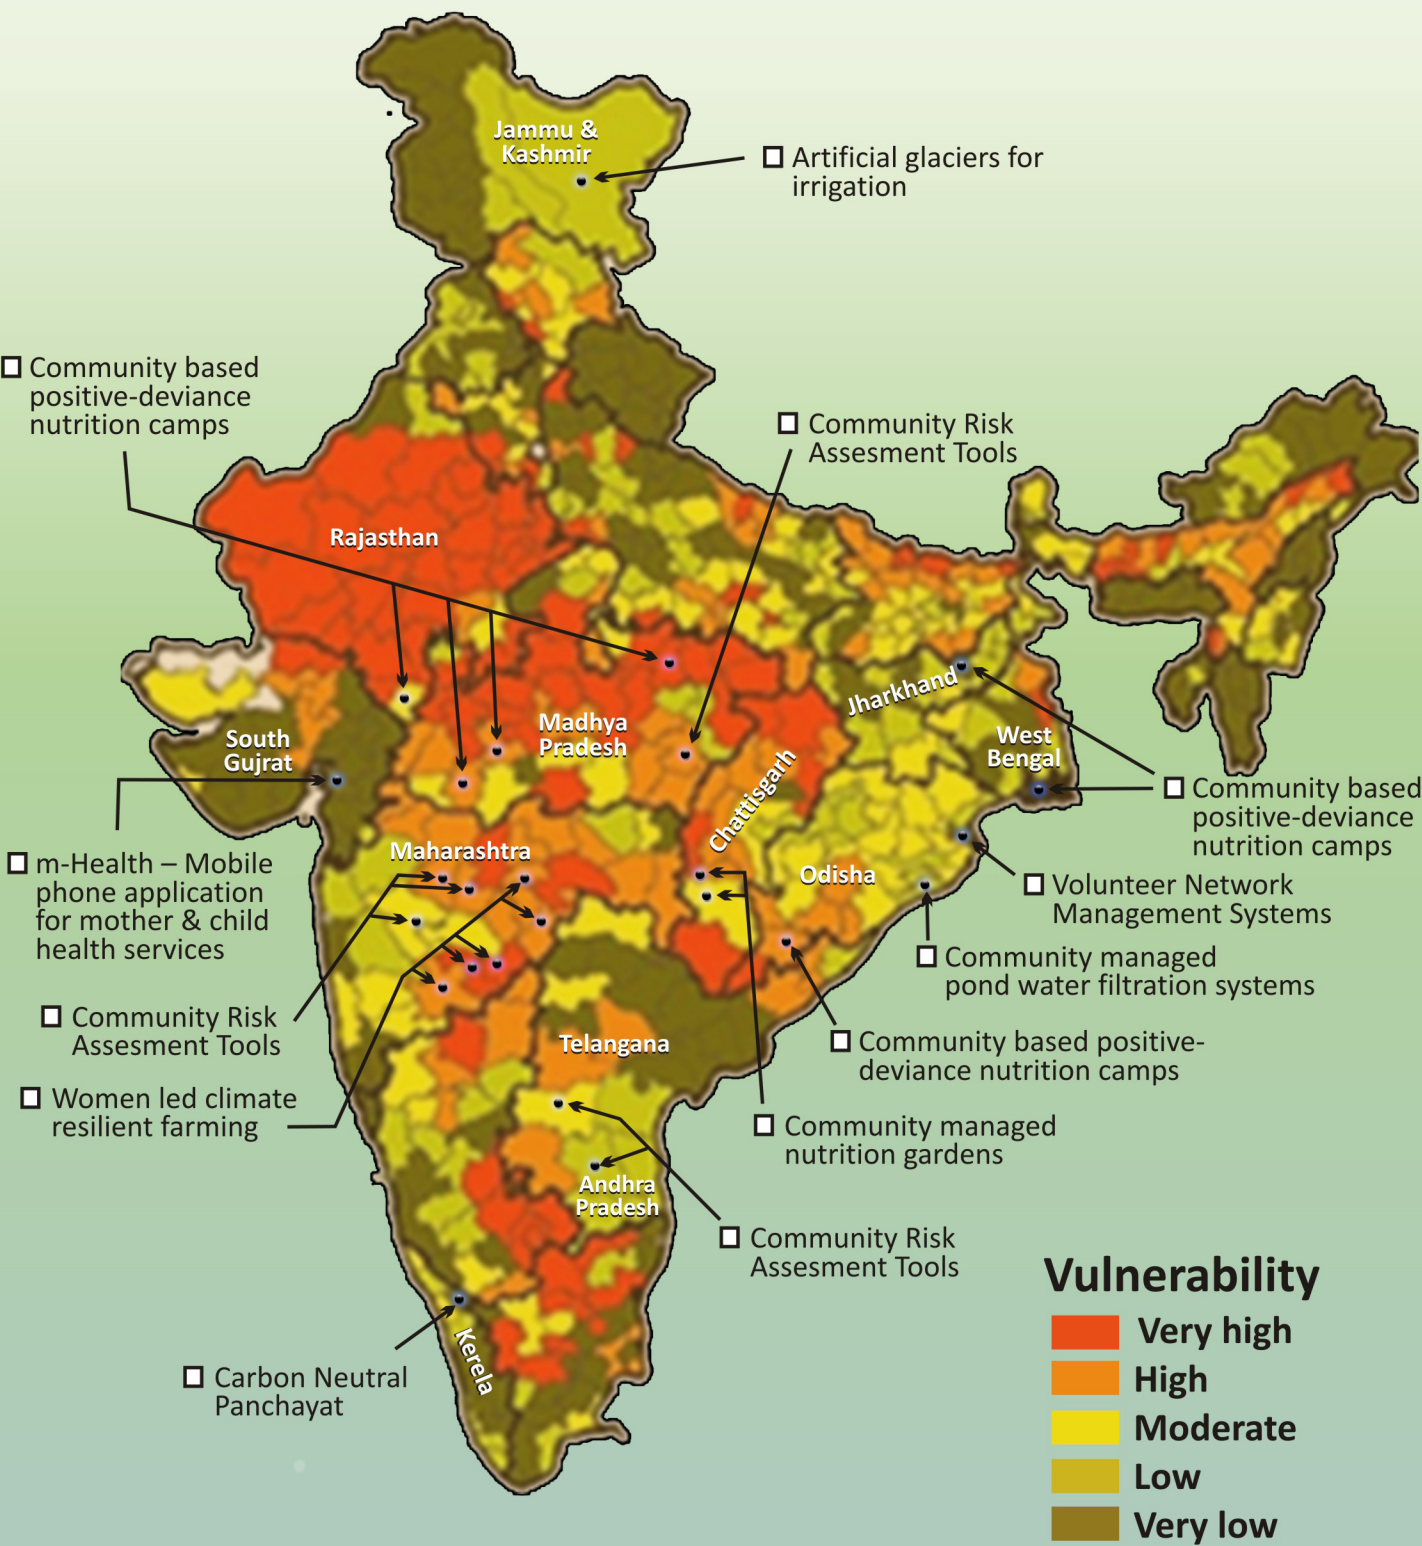 Jammu &
Kashmir
Artificial glaciers for
irrigation
Community based
positive-deviance
nutrition camps
Community Risk
Assesment Tools
Rajasthan
Jharkhand
Madhya
Pradesh
South
Gujrat
West
Bengal
Chattisgarh
Community based
positive-deviance
nutrition camps
m-Health – Mobile
phone application
for mother & child
health services
Maharashtra
Odisha
Volunteer Network
Management Systems
Community managed
pond water filtration systems
Community Risk
Assesment Tools
Telangana
Community based positive-
deviance nutrition camps
Women led climate
resilient farming
Community managed
nutrition gardens
Andhra
Pradesh
Community Risk
Assesment Tools
Kerela
Carbon Neutral
Panchayat
Vulnerability
Very high
High
Moderate
Low
Very low